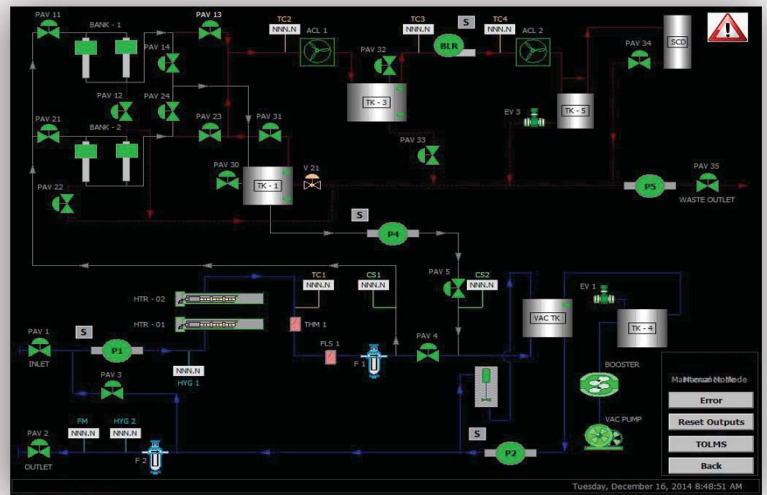 PAV 11
BANK - 1
PAV 13
TC2
NNN.N
ACL 1
TC3
NNN.N
S
BLR
TC4
NNN.N
ACL 2
PAV 34
SCD
PAV 14
PAV 32
PAV 12
PAV 24
TK - 3
TK - 5
EV 3
PAV 21
BANK - 2
PAV 23
PAV 31
PAV 33
PAV 30
TK - 1
V 21
PAV 22
P5
PAV 35
WASTE OUTLET
S
P4
TC1
NNN.N
CS1
NNN.N
PAV 5
CS2
NNN.N
EV 1
HTR - 02
HTR - 01
THM 1
VAC TK
TK - 4
PAV 1
INLET
S
P1
FLS 1
F 1
PAV 4
NNN.N
HYG 1
PAV 3
BOOSTER
Error
FM
NNN.N
HYG 2
NNN.N
PAV 2
OUTLET
F 2
S
P2
VAC PUMP
Reset Outputs
TOLMS
Back
Tuesday, December 16, 2014 8:48:51 AM